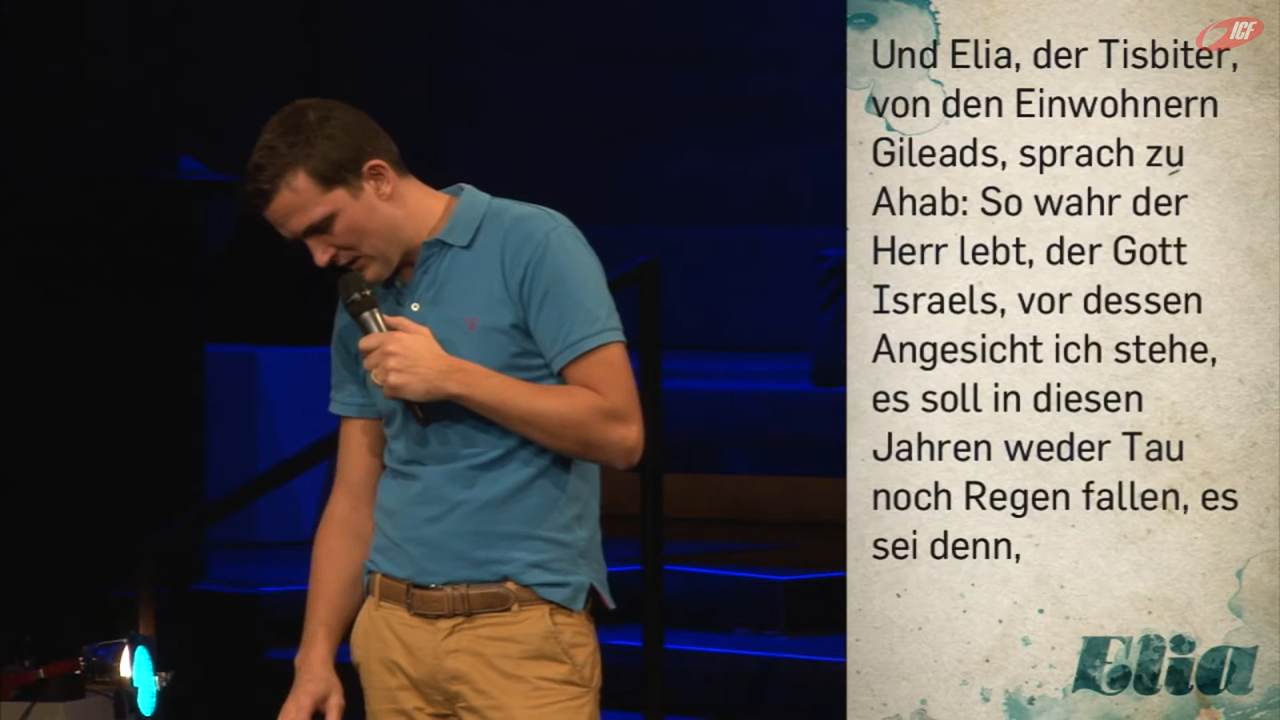 ICF
Und Elia, der Tisbiter,
von den Einwohnern
Gileads, sprach zu
Ahab: So wahr der
Herr lebt, der Gott
Israels, vor dessen
Angesicht ich stehe,
es soll in diesen
Jahren weder Tau
noch Regen fallen, es
sei denn,
Elia